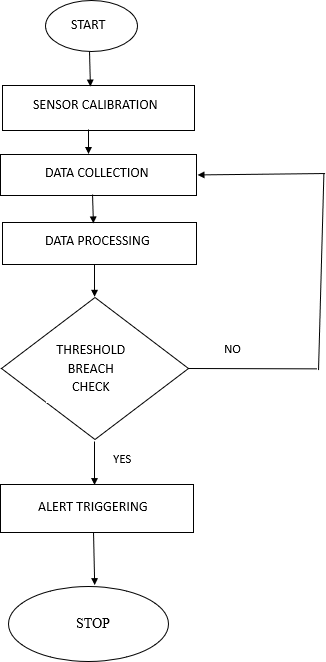 START
SENSOR CALIBRATION
DATA COLLECTION
DATA PROCESSING
THRESHOLD
BREACH
CHECK
NO
YES
ALERT TRIGGERING
STOP